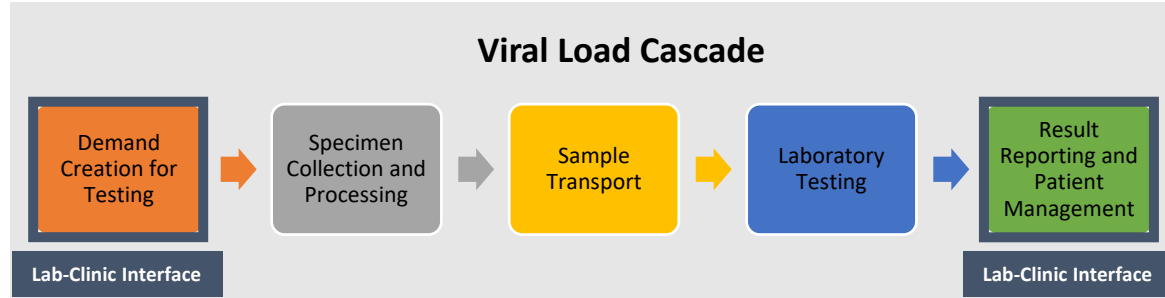 Viral Load Cascade
Demand
Creation for
Testing
Specimen
Collection and
Processing
Sample
Transport
Laboratory
Testing
Result
Reporting and
Patient
Management
Lab-Clinic Interface
Lab-Clinic Interface